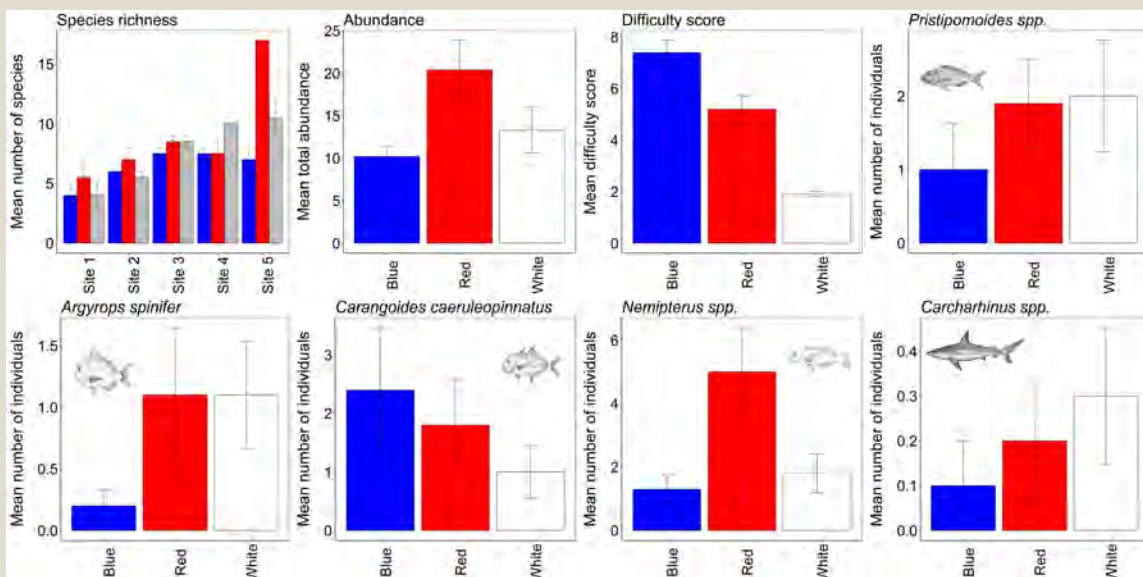 Species richness
Mean number of species
15
10
5
0
Site 1
Site 2
Site 3
Site 4
Site 5
Abundance
Mean total abundance
25
20
15
10
5
0
Blue
Red
White
Difficulty score
Mean difficulty score
8
6
4
2
0
Blue
Red
White
Pristipomoides spp.
Mean number of individuals
2
1
0
Blue
Red
White
Argyrops spinifer
Mean number of individuals
1.5
1.0
0.5
0.0
Blue
Red
White
Carangoides caeruleopinnatus
Mean number of individuals
3
2
1
0
Blue
Red
White
Nemipterus spp.
Mean number of individuals
6
4
2
0
Blue
Red
White
Carcharhinus spp.
Mean number of individuals
0.4
0.3
0.2
0.1
0.0
Blue
Red
White